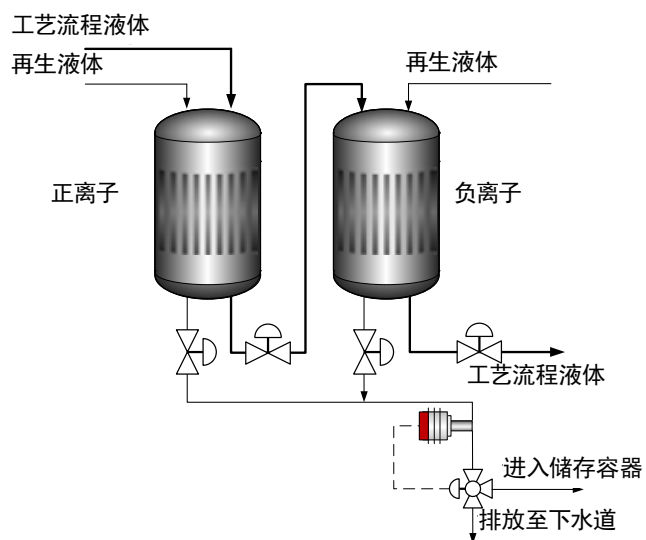 工艺流程液体
再生液体
再生液体
正离子
负离子
工艺流程液体
进入储存容器
排放至下水道